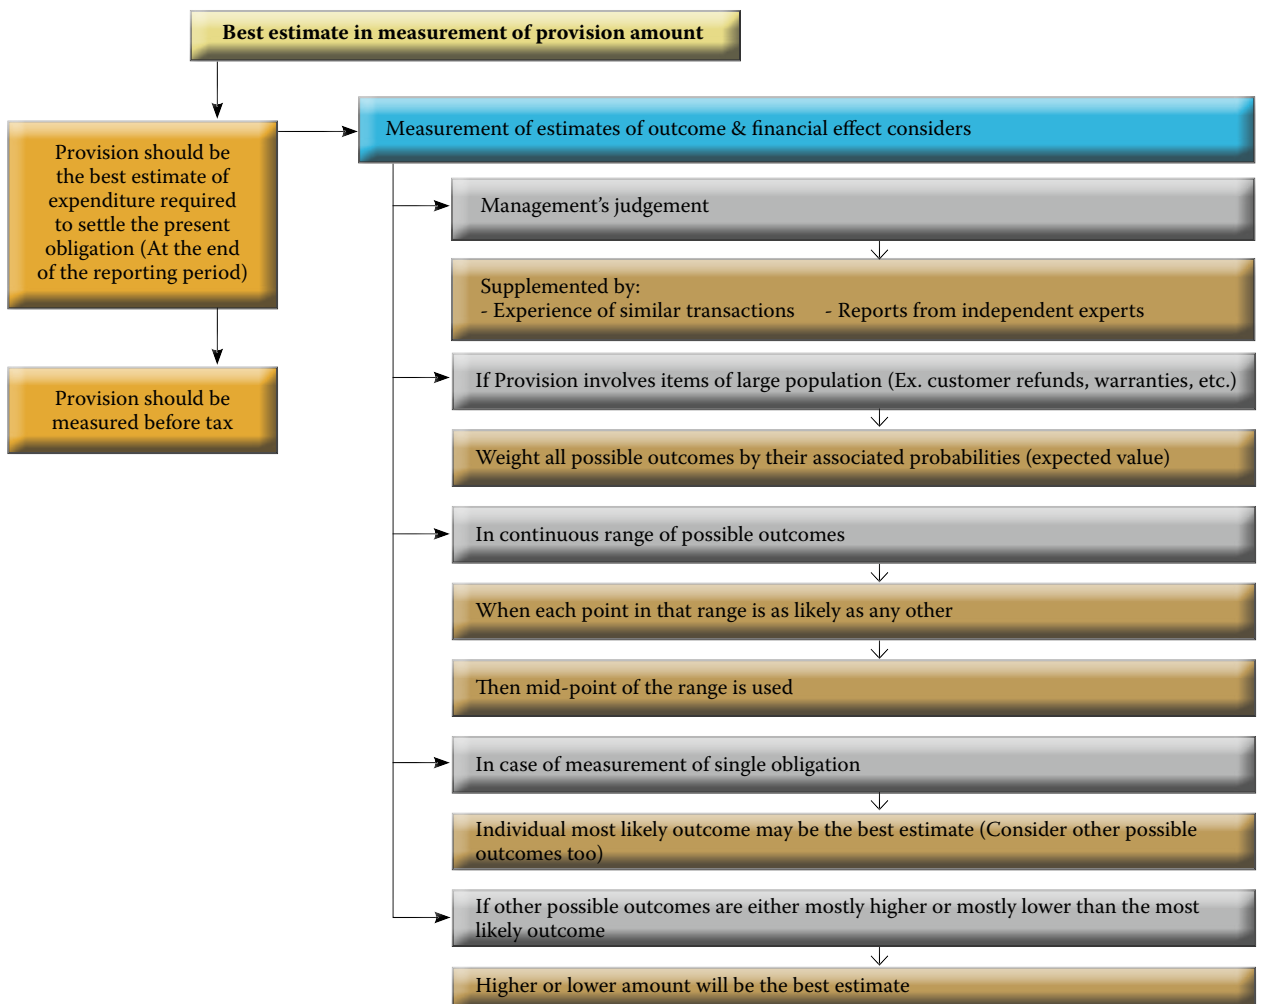 Best estimate in measurement of provision amount
Provision should be
the best estimate of
expenditure required
to settle the present
obligation (At the end
of the reporting period)
Provision should be
measured before tax
Measurement of estimates of outcome & financial effect considers
Management’s judgement
Supplemented by:
- Experience of similar transactions - Reports from independent experts
If Provision involves items of large population (Ex. customer refunds, warranties, etc.)
Weight all possible outcomes by their associated probabilities (expected value)
In continuous range of possible outcomes
When each point in that range is as likely as any other
Then mid-point of the range is used
In case of measurement of single obligation
Individual most likely outcome may be the best estimate (Consider other possible
outcomes too)
If other possible outcomes are either mostly higher or mostly lower than the most
likely outcome
Higher or lower amount will be the best estimate